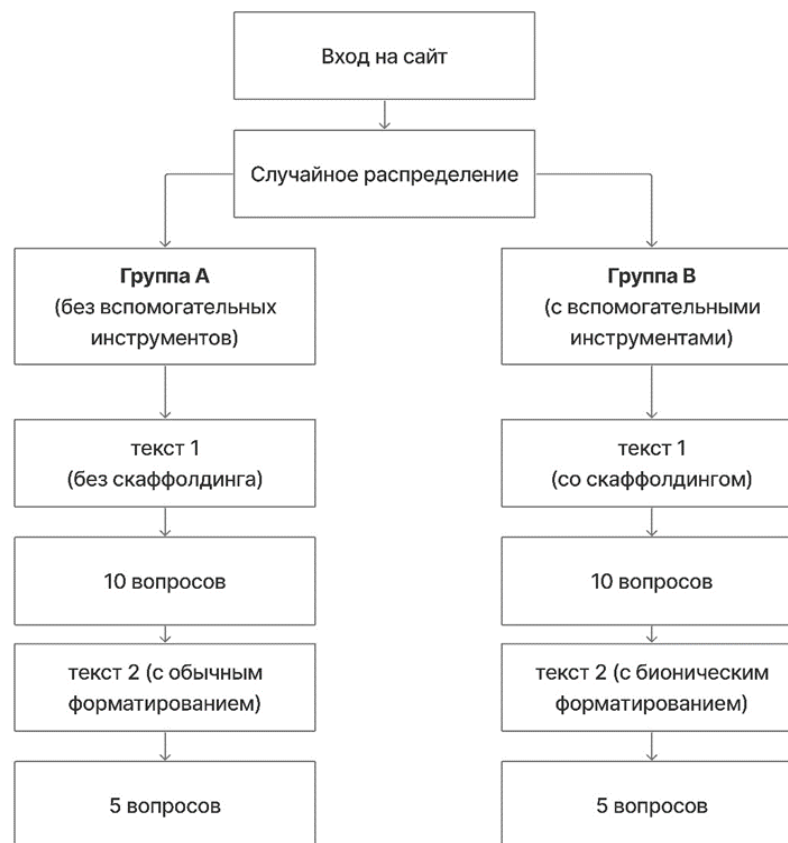 Вход на сайт
Случайное распределение
Группа А
(без вспомогательных
инструментов)
Группа В
(с вспомогательными
инструментами)
текст 1
(без скаффолдинга)
текст 1
(со скаффолдингом)
10 вопросов
10 вопросов
текст 2 (с обычным
форматированием)
текст 2 (с бионическим
форматированием)
5 вопросов
5 вопросов